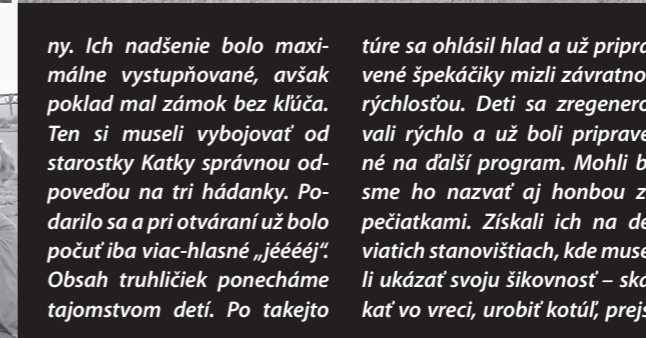 ny. Ich nadšenie bolo maxi-
málne vystupňované, avšak
poklad mal zámok bez kľúča.
Ten si museli vybojovať od
starostky Katky správnou od-
poveďou na tri hádanky. Po-
darilo sa a pri otváraní už bolo
počuť iba viac-hlasné „jééééj“.
Obsah truhličiek ponecháme
tajomstvom detí. Po takejto
túre sa ohlásil hlad a už pripra
vené špekáčiky mizli závratno
rýchlosťou. Deti sa zregenero
vali rýchlo a už boli priprave
né na ďalší program. Mohli b
sme ho nazvať aj honbou z
pečiatkami. Získali ich na de
viatich stanovištiach, kde muse
li ukázať svoju šikovnosť – ska
kať vo vreci, urobiť kotúľ, prejs